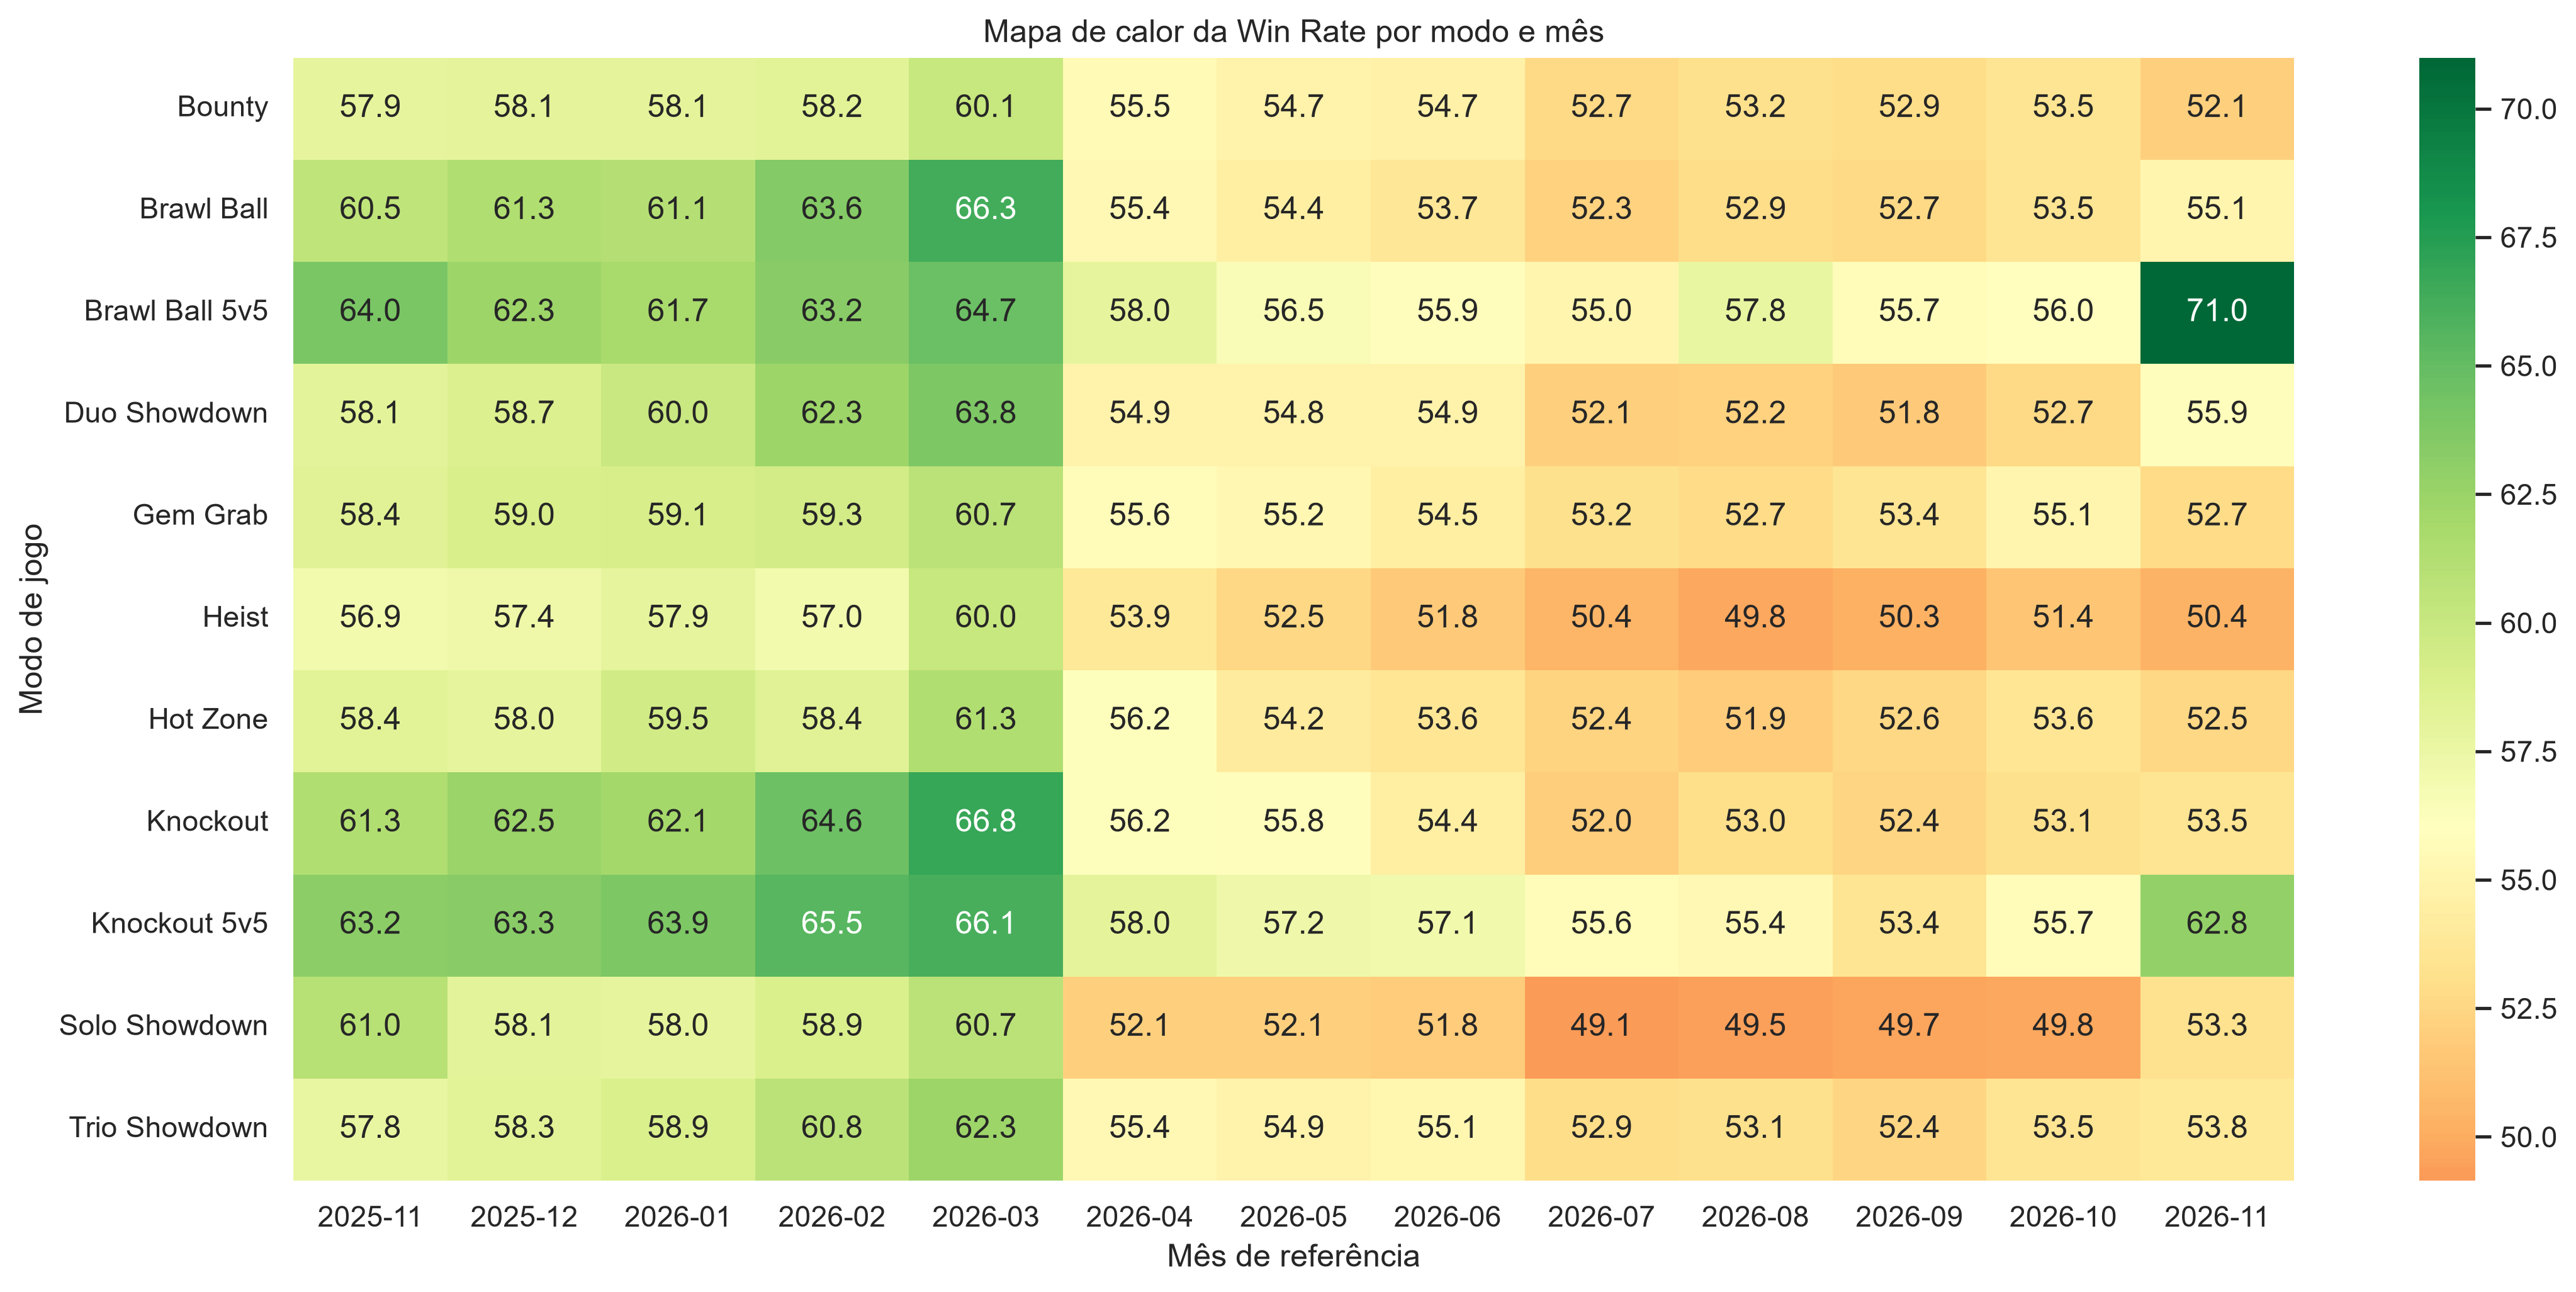 Mapa de calor da Win Rate por modo e mês
Modo de jogo
Bounty 57.9 58.1 58.1 58.2 60.1 55.5 54.7 54.7 52.7 53.2 52.9 53.5 52.1
Brawl Ball 60.5 61.3 61.1 63.6 66.3 55.4 54.4 53.7 52.3 52.9 52.7 53.5 55.1
Brawl Ball 5v5 64.0 62.3 61.7 63.2 64.7 58.0 56.5 55.9 55.0 57.8 55.7 56.0 71.0
Duo Showdown 58.1 58.7 60.0 62.3 63.8 54.9 54.8 54.9 52.1 52.2 51.8 52.7 55.9
Gem Grab 58.4 59.0 59.1 59.3 60.7 55.6 55.2 54.5 53.2 52.7 53.4 55.1 52.7
Heist 56.9 57.4 57.9 57.0 60.0 53.9 52.5 51.8 50.4 49.8 50.3 51.4 50.4
Hot Zone 58.4 58.0 59.5 58.4 61.3 56.2 54.2 53.6 52.4 51.9 52.6 53.6 52.5
Knockout 61.3 62.5 62.1 64.6 66.8 56.2 55.8 54.4 52.0 53.0 52.4 53.1 53.5
Knockout 5v5 63.2 63.3 63.9 65.5 66.1 58.0 57.2 57.1 55.6 55.4 53.4 55.7 62.8
Solo Showdown 61.0 58.1 58.0 58.9 60.7 52.1 52.1 51.8 49.1 49.5 49.7 49.8 53.3
Trio Showdown 57.8 58.3 58.9 60.8 62.3 55.4 54.9 55.1 52.9 53.1 52.4 53.5 53.8
2025-11 2025-12 2026-01 2026-02 2026-03 2026-04 2026-05 2026-06 2026-07 2026-08 2026-09 2026-10 2026-11
Mês de referência
70.0
67.5
65.0
62.5
60.0
57.5
55.0
52.5
50.0